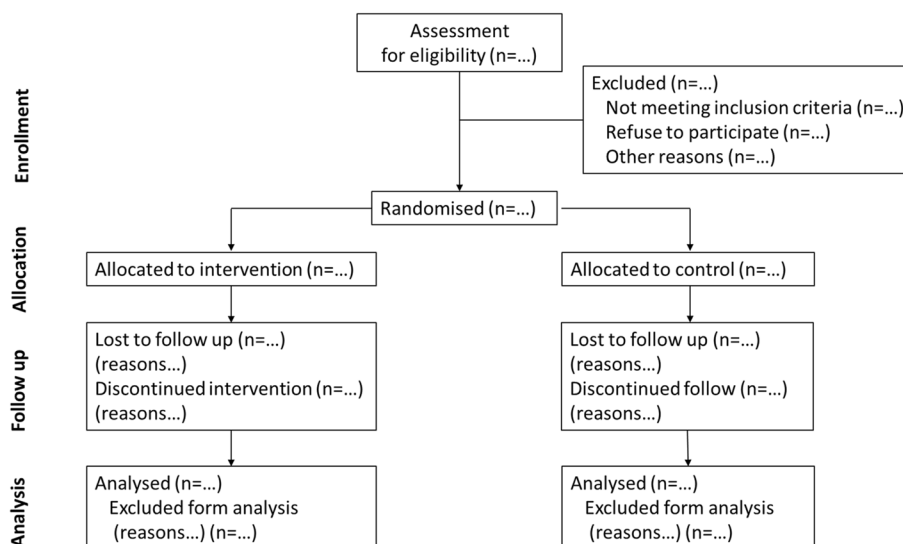 Assessment
for eligibility (n=...)
Excluded (n=...)
Not meeting inclusion criteria (n=...)
Refuse to participate (n=...)
Other reasons (n=...)
Enrollment
Randomised (n=...)
Allocation
Allocated to intervention (n=...)
Allocated to control (n=...)
Follow up
Lost to follow up (n=...)
(reasons...)
Discontinued intervention (n=...)
(reasons...)
Lost to follow up (n=...)
(reasons...)
Discontinued follow (n=...)
(reasons...)
Analysis
Analysed (n=...)
Excluded form analysis
(reasons...) (n=...)
Analysed (n=...)
Excluded form analysis
(reasons...) (n=...)